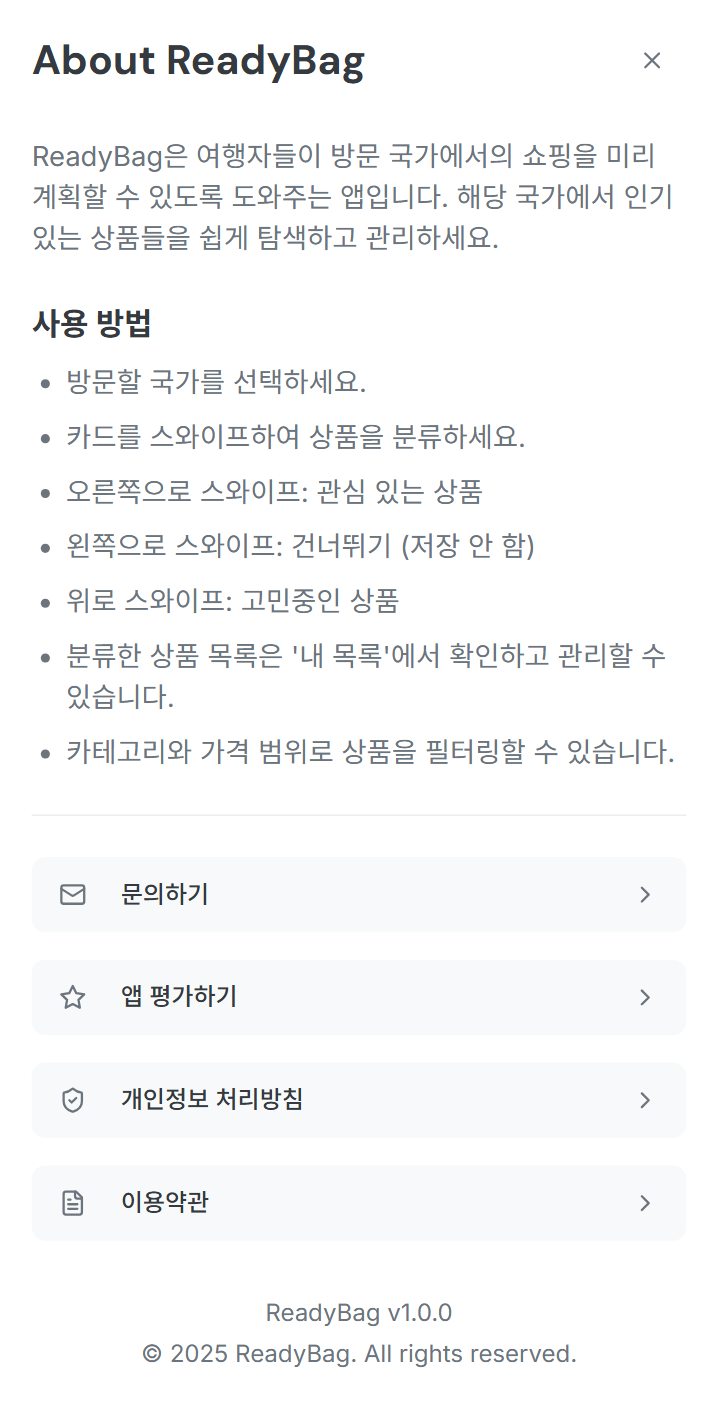 About ReadyBag
ReadyBag은 여행자들이 방문 국가에서의 쇼핑을 미리
계획할 수 있도록 도와주는 앱입니다. 해당 국가에서 인기
있는 상품들을 쉽게 탐색하고 관리하세요.
사용 방법
• 방문할 국가를 선택하세요.
• 카드를 스와이프하여 상품을 분류하세요.
• 오른쪽으로 스와이프: 관심 있는 상품
• 왼쪽으로 스와이프: 건너뛰기 (저장 안 함)
• 위로 스와이프: 고민중인 상품
• 분류한 상품 목록은 '내 목록'에서 확인하고 관리할 수
있습니다.
• 카테고리와 가격 범위로 상품을 필터링할 수 있습니다.
문의하기
앱 평가하기
개인정보 처리방침
이용약관
ReadyBag v1.0.0
© 2025 ReadyBag. All rights reserved.